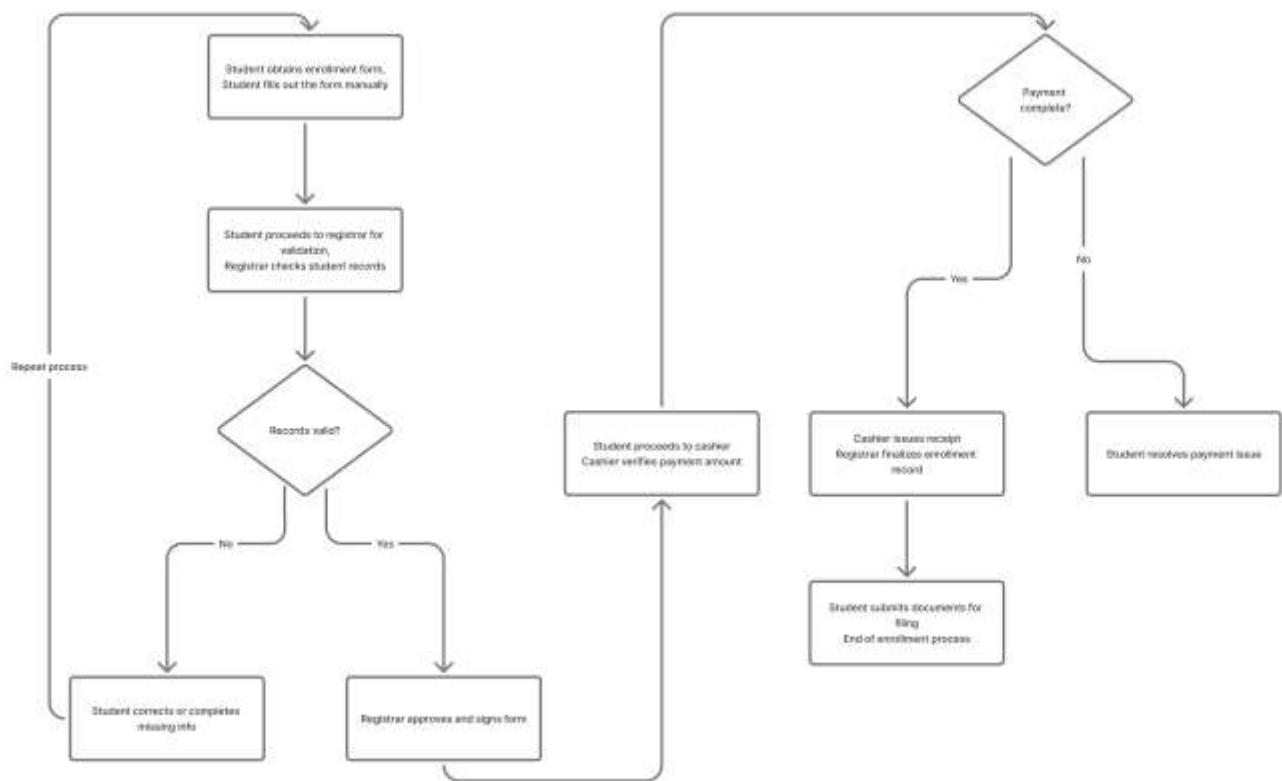 Student obtains enrollment form,
Student fills out the form manually
Student proceeds to registrar for
validation,
Registrar checks student records
Repeat process
Records valid?
No
Yes
Student corrects or completes
missing info
Registrar approves and signs form
Student proceeds to cashier
Cashier verifies payment amount
Payment
complete?
Yes
No
Cashier issues receipt
Registrar finalizes enrollment
record
Student resolves payment issue
Student submits documents for
filing
End of enrollment process